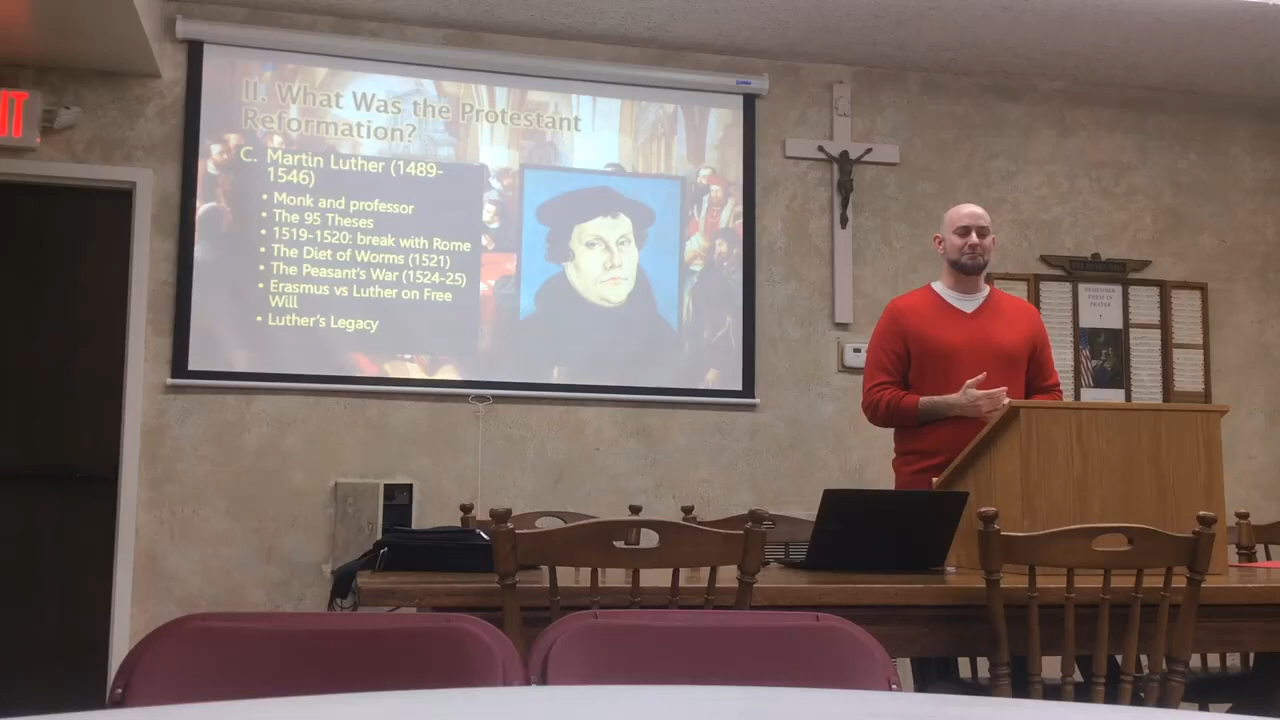 IT
II. What Was the Protestant
Reformation?
C. Martin Luther (1489-
1546)
• Monk and professor
• The 95 Theses
• 1519-1520: break with Rome
• The Diet of Worms (1521)
• The Peasant's War (1524-25)
• Erasmus vs Luther on Free
Will
• Luther's Legacy
REMEMBER
THEM IN
PRAYER